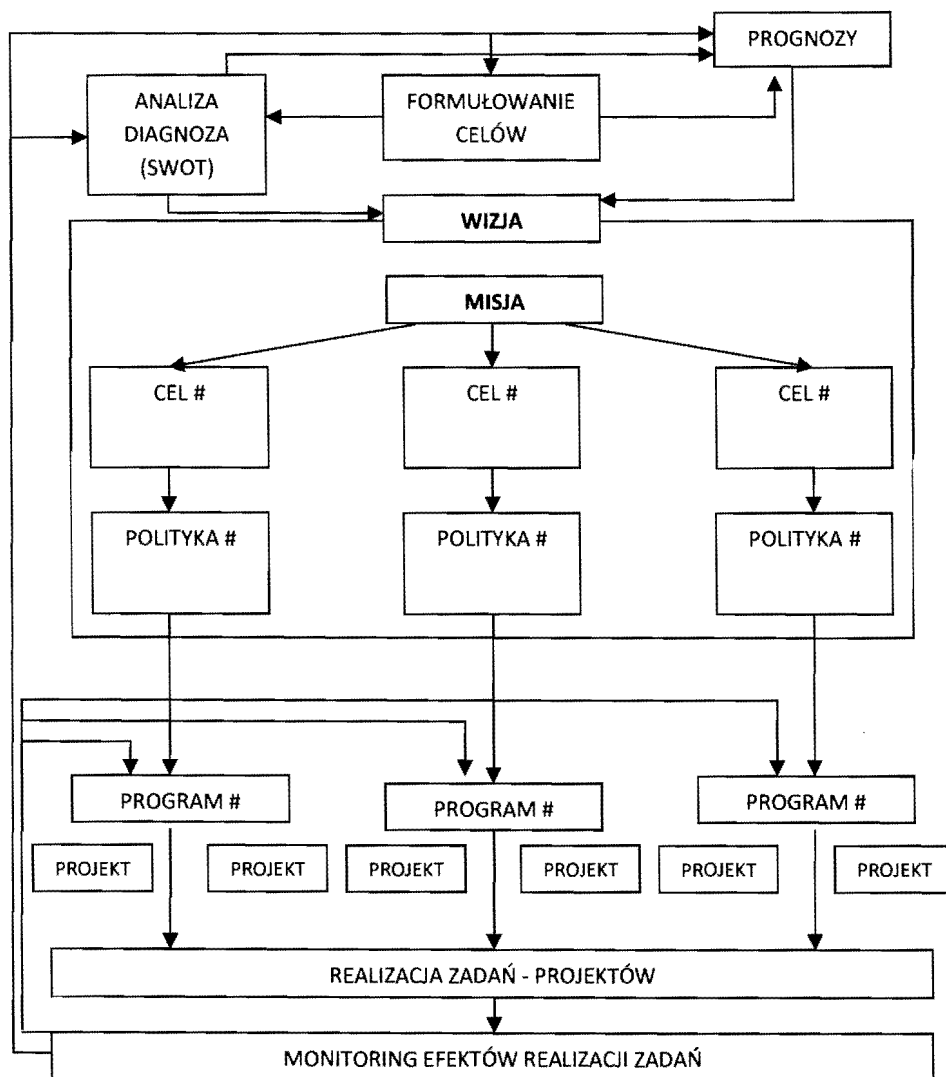 PROGNOZY
ANALIZA
DIAGNOZA
(SWOT)
FORMUŁOWANIE
CELÓW
WIZJA
MISJA
CEL #
CEL #
CEL #
POLITYKA #
POLITYKA #
POLITYKA #
PROGRAM #
PROGRAM #
PROGRAM #
PROJEKT
PROJEKT
PROJEKT
PROJEKT
PROJEKT
PROJEKT
REALIZACJA ZADAŃ - PROJEKTÓW
MONITORING EFEKTÓW REALIZACJI ZADAŃ